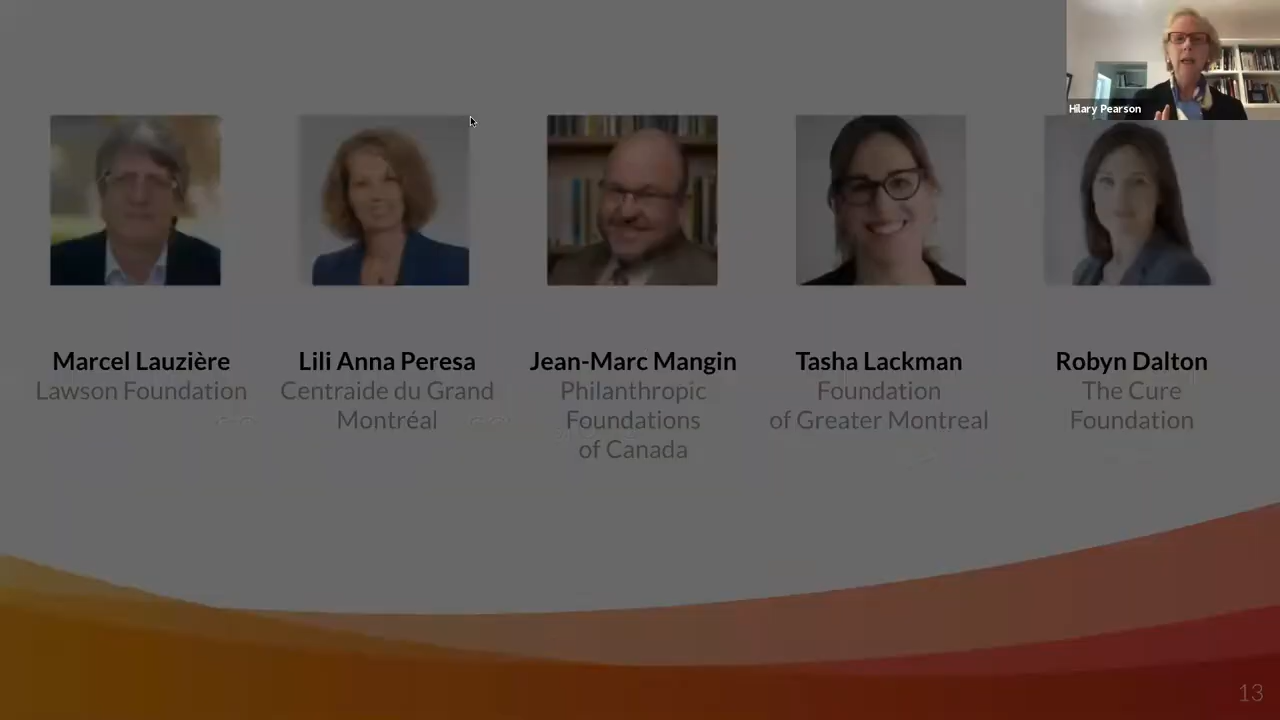 Hilary Pearson
Marcel Lauzière
Lawson Foundation
Lili Anna Peresa
Centraide du Grand
Montréal
Jean-Marc Mangin
Philanthropic
Foundations
of Canada
Tasha Lackman
Foundation
of Greater Montreal
Robyn Dalton
The Cure
Foundation
13